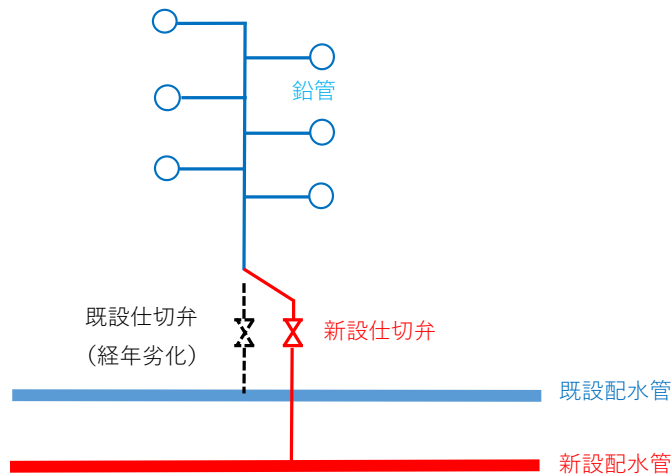 鉛管
既設仕切弁
（経年劣化）
新設仕切弁
既設配水管
新設配水管